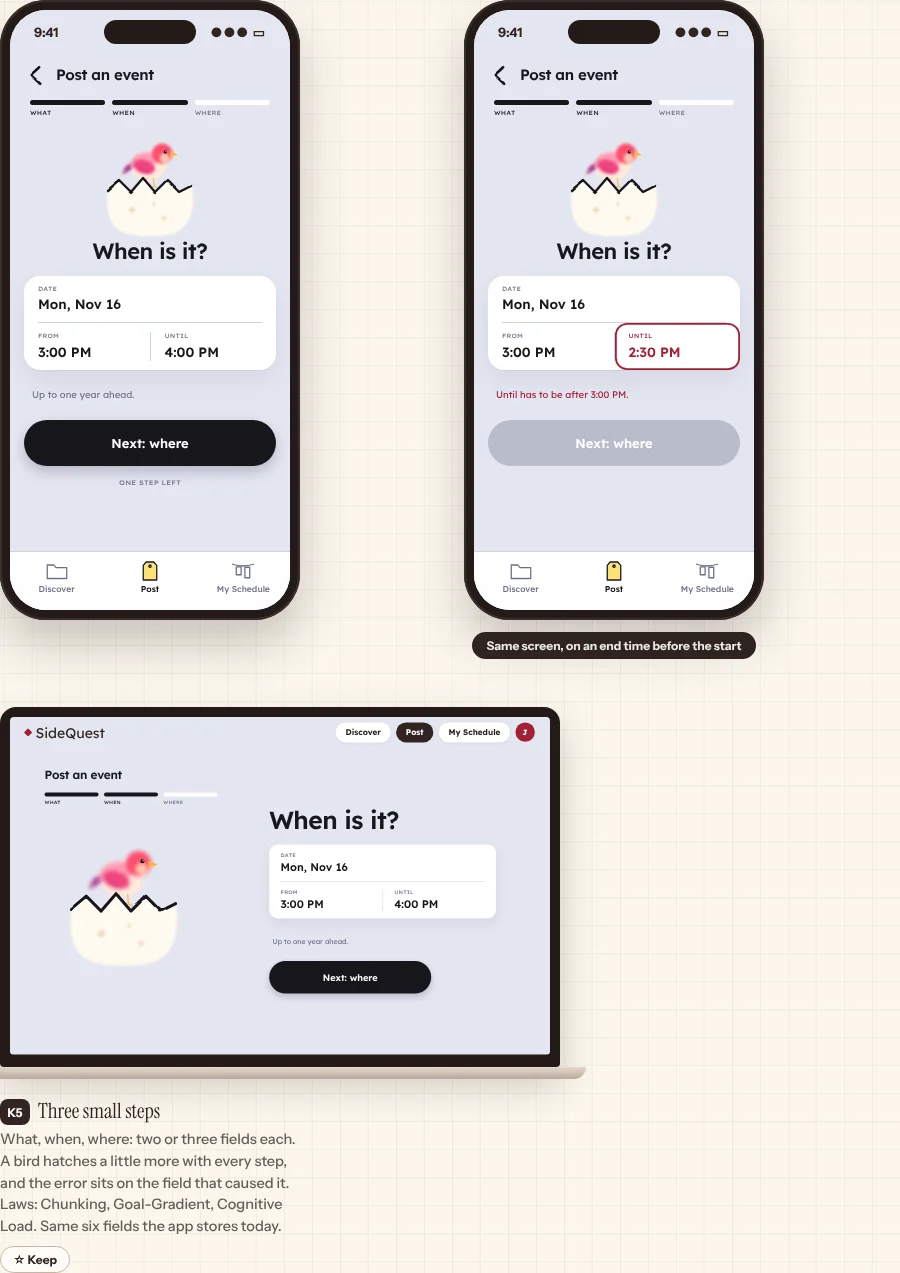 9:41
Post an event
WHAT WHEN WHERE
When is it?
DATE
Mon, Nov 16
FROM UNTIL
3:00 PM 4:00 PM
Up to one year ahead.
Next: where
ONE STEP LEFT
Discover Post My Schedule
9:41
Post an event
WHAT WHEN WHERE
When is it?
DATE
Mon, Nov 16
FROM UNTIL
3:00 PM 2:30 PM
Until has to be after 3:00 PM.
Next: where
Discover Post My Schedule
Same screen, on an end time before the start
SideQuest Discover Post My Schedule J
Post an event
WHAT WHEN WHERE
When is it?
DATE
Mon, Nov 16
FROM UNTIL
3:00 PM 4:00 PM
Up to one year ahead.
Next: where
K5 Three small steps
What, when, where: two or three fields each.
A bird hatches a little more with every step,
and the error sits on the field that caused it.
Laws: Chunking, Goal-Gradient, Cognitive
Load. Same six fields the app stores today.
☆ Keep